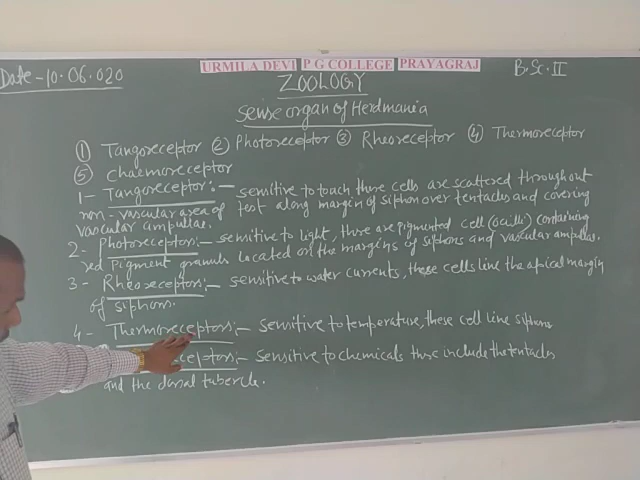 Date - 10.06.020
URMILA DEVI P G COLLEGE PRAYAGRAJ
B.Sc. II
ZOOLOGY
Sense organ of Herdmania
① Tangoreceptor ② Photoreceptor ③ Rheoreceptor ④ Thermoreceptor
⑤ Chaemoreceptor
1 - Tangoreceptor :- sensitive to touch these cells are scattered throughout
non-vascular area of test along margin of siphon over tentacles and covering
vascular ampullae.
2- Photoreceptors :- sensitive to light, these are pigmented cell (ocilli) containing
red pigment granuls located on the margins of siphons and vascular ampullae.
3 - Rheoreceptors :- sensitive to water currents, these cells line the apical margin
of siphons.
4- Thermoreceptors :- sensitive to temperature, these cell line siphons
ceptors :- sensitive to chemicals these include the tentacles
and the dorsal tubercle.